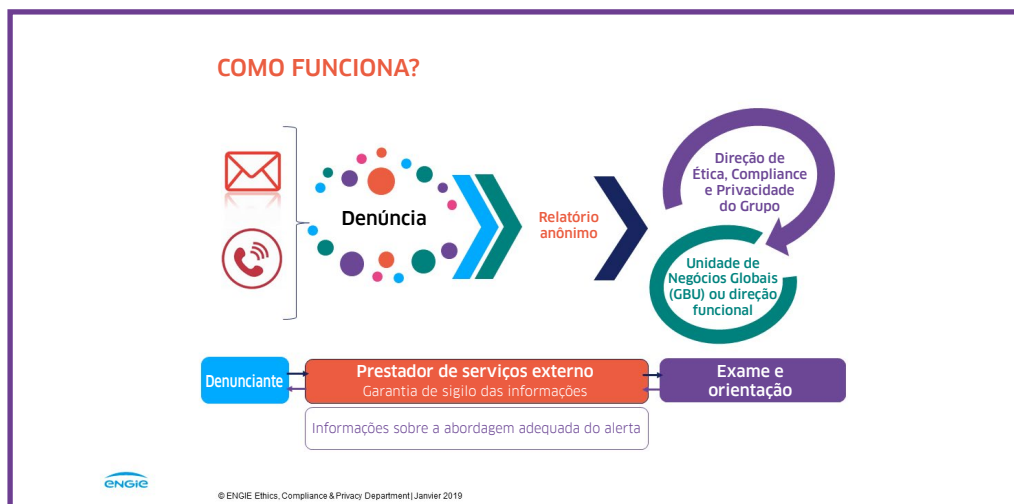 COMO FUNCIONA?
Denúncia
Relatório
anônimo
Direção de
Ética, Compliance
e Privacidade
do Grupo
Unidade de
Negócios Globais
(GBU) ou direção
funcional
Denunciante
Prestador de serviços externo
Garantia de sigilo das informações
Exame e
orientação
Informações sobre a abordagem adequada do alerta
ENGIE
© ENGIE Ethics, Compliance & Privacy Department | Janvier 2019